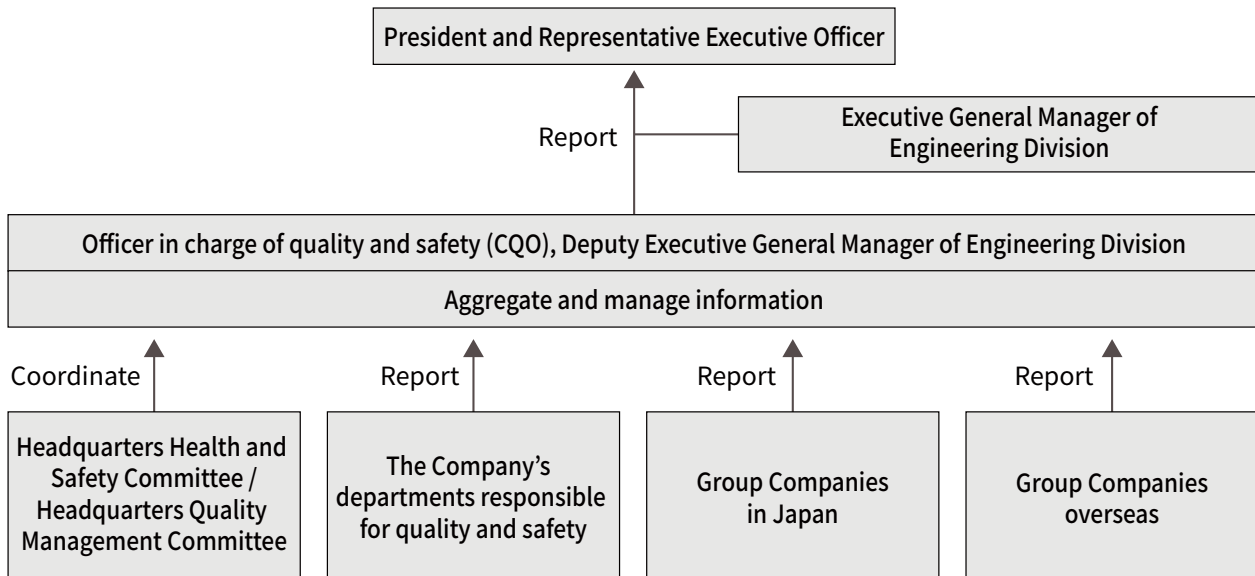 President and Representative Executive Officer
Report
Executive General Manager of
Engineering Division
Officer in charge of quality and safety (CQO), Deputy Executive General Manager of Engineering Division
Aggregate and manage information
Coordinate
Report
Report
Report
Headquarters Health and
Safety Committee /
Headquarters Quality
Management Committee
The Company’s
departments responsible
for quality and safety
Group Companies
in Japan
Group Companies
overseas